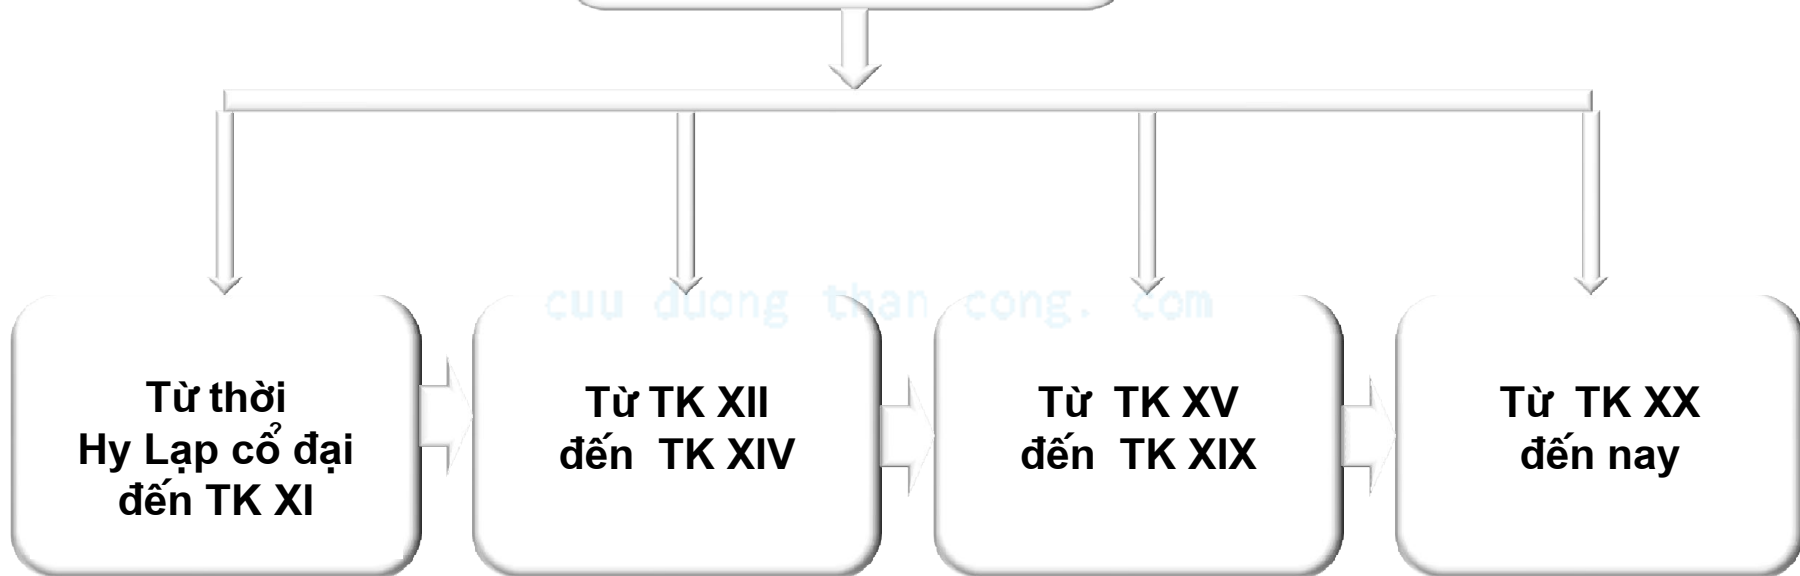 cuu duong than cong. com
Từ thời
Hy Lạp cổ đại
đến TK XI
Từ TK XII
đến TK XIV
Từ TK XV
đến TK XIX
Từ TK XX
đến nay